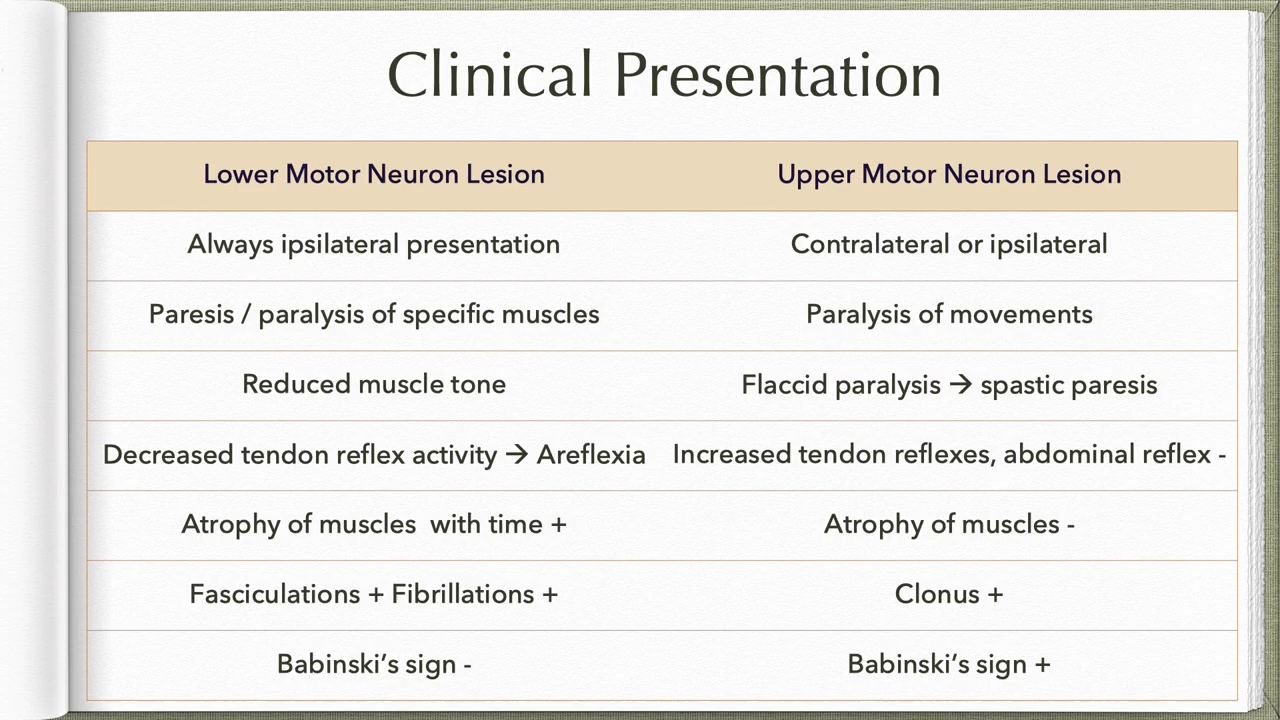 Clinical Presentation
Lower Motor Neuron Lesion Upper Motor Neuron Lesion
Always ipsilateral presentation Contralateral or ipsilateral
Paresis / paralysis of specific muscles Paralysis of movements
Reduced muscle tone Flaccid paralysis → spastic paresis
Decreased tendon reflex activity → Areflexia Increased tendon reflexes, abdominal reflex -
Atrophy of muscles with time + Atrophy of muscles -
Fasciculations + Fibrillations + Clonus +
Babinski’s sign - Babinski’s sign +